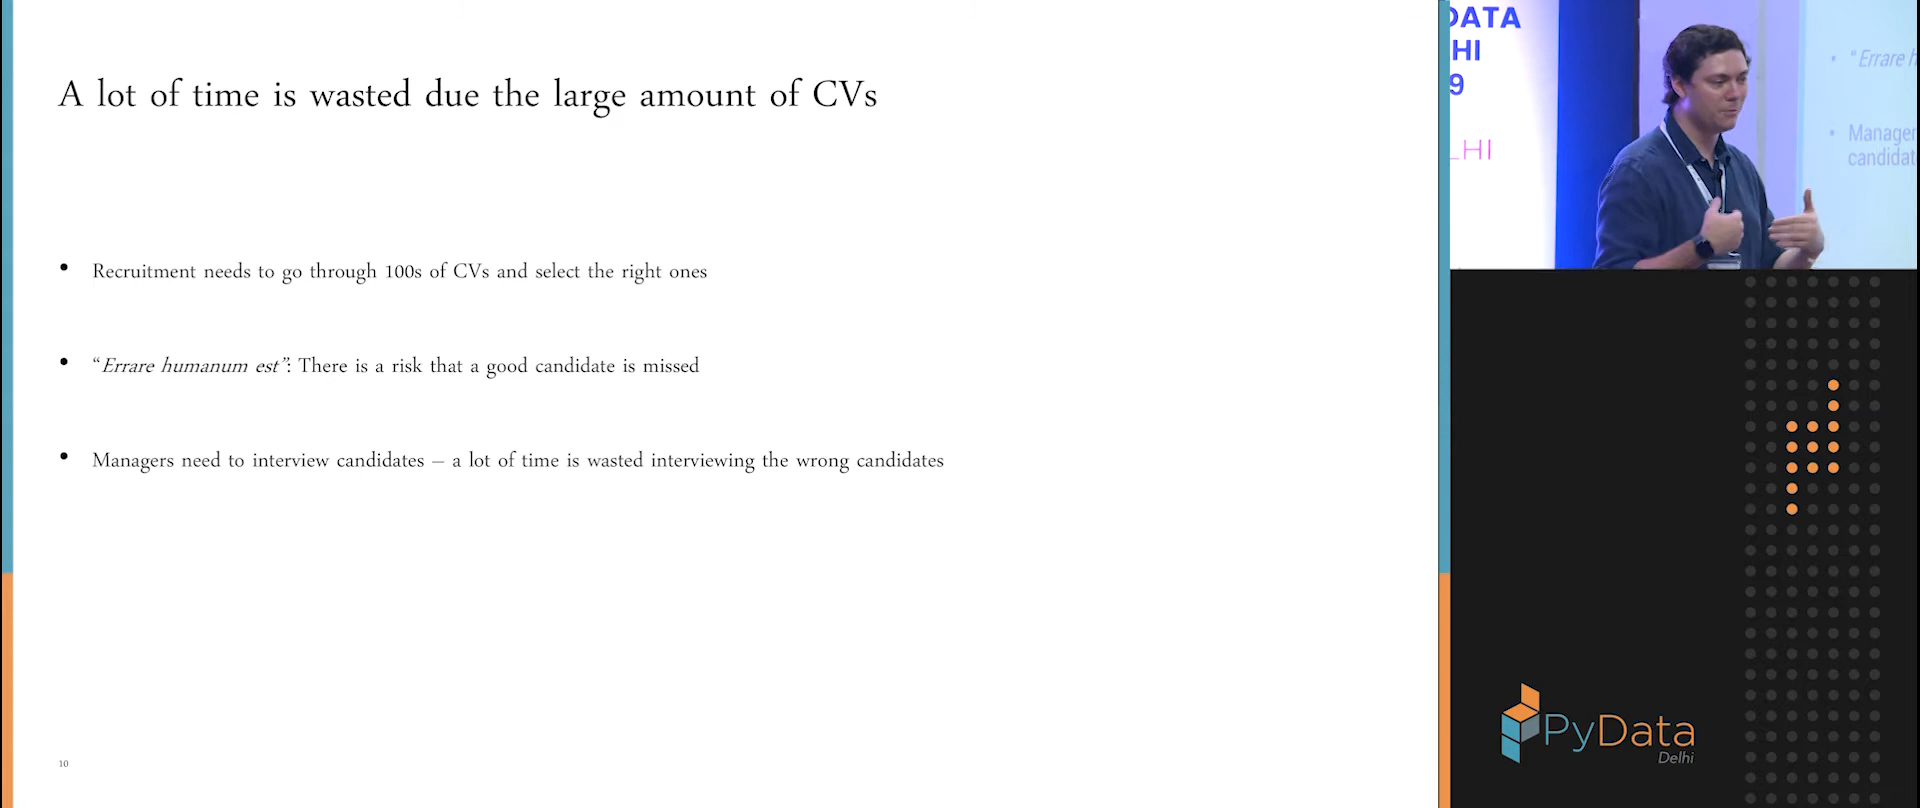 A lot of time is wasted due the large amount of CVs
• Recruitment needs to go through 100s of CVs and select the right ones
• “Errare humanum est”: There is a risk that a good candidate is missed
• Managers need to interview candidates – a lot of time is wasted interviewing the wrong candidates
10
DATA
HI
9
LHI
• “Errare h
• Manager
candidat
PyData
Delhi